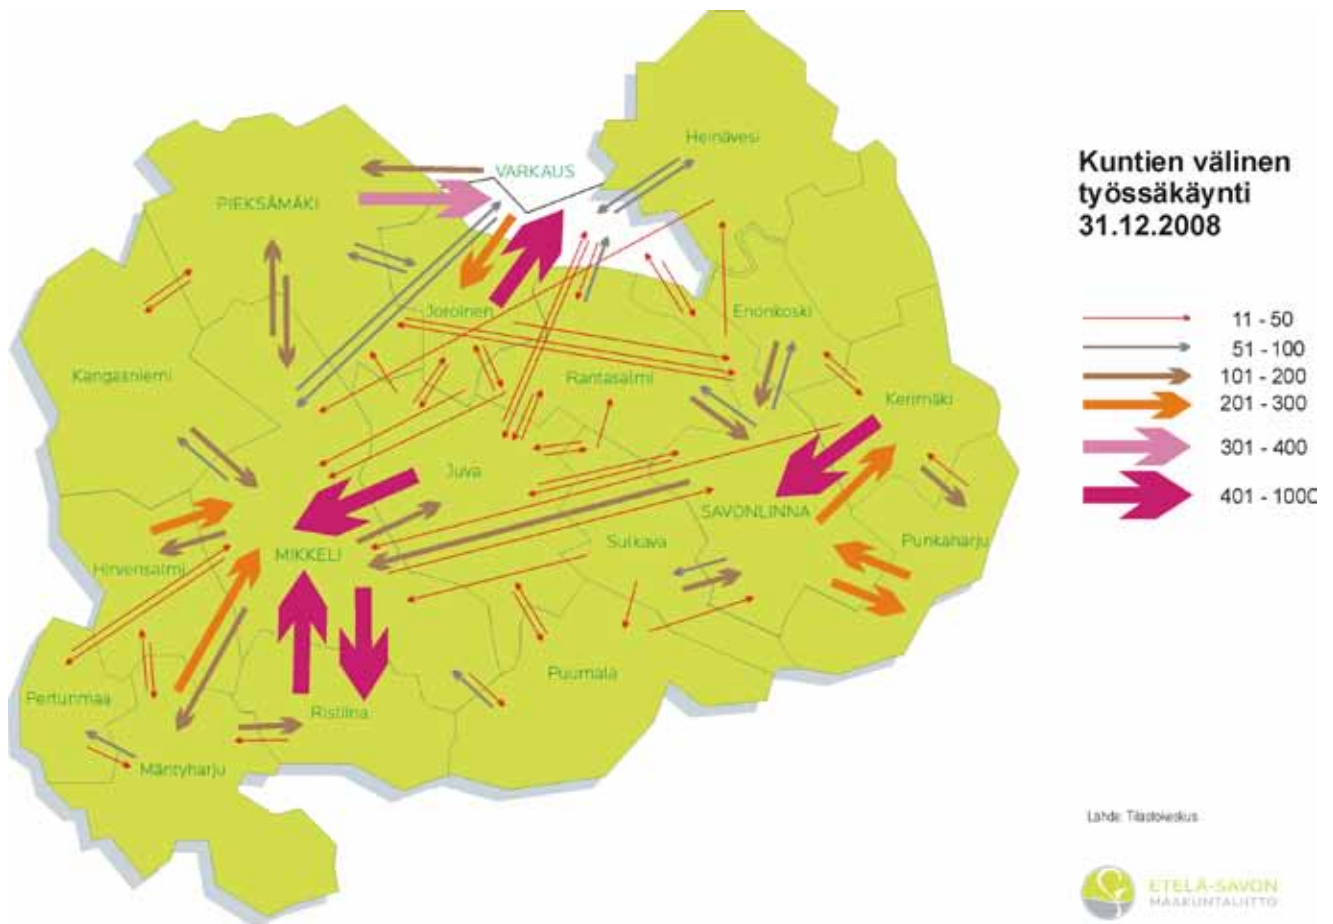 Kuntien välinen
työssäkäynti
31.12.2008
11 - 50
51 - 100
101 - 200
201 - 300
301 - 400
401 - 1000
Heinävesi
VARKAUS
PIEKSÄMÄKI
Joroinen
Enonkoski
Kangasniemi
Rantasalmi
Kerimäki
Juva
SAVONLINNA
MIKKELI
Sulkava
Punkaharju
Hirvensalmi
Puumala
Pertunmaa
Ristiina
Mäntyharju
Lähde: Tilastokeskus
ETELÄ-SAVON
MAAKUNTALIITTO